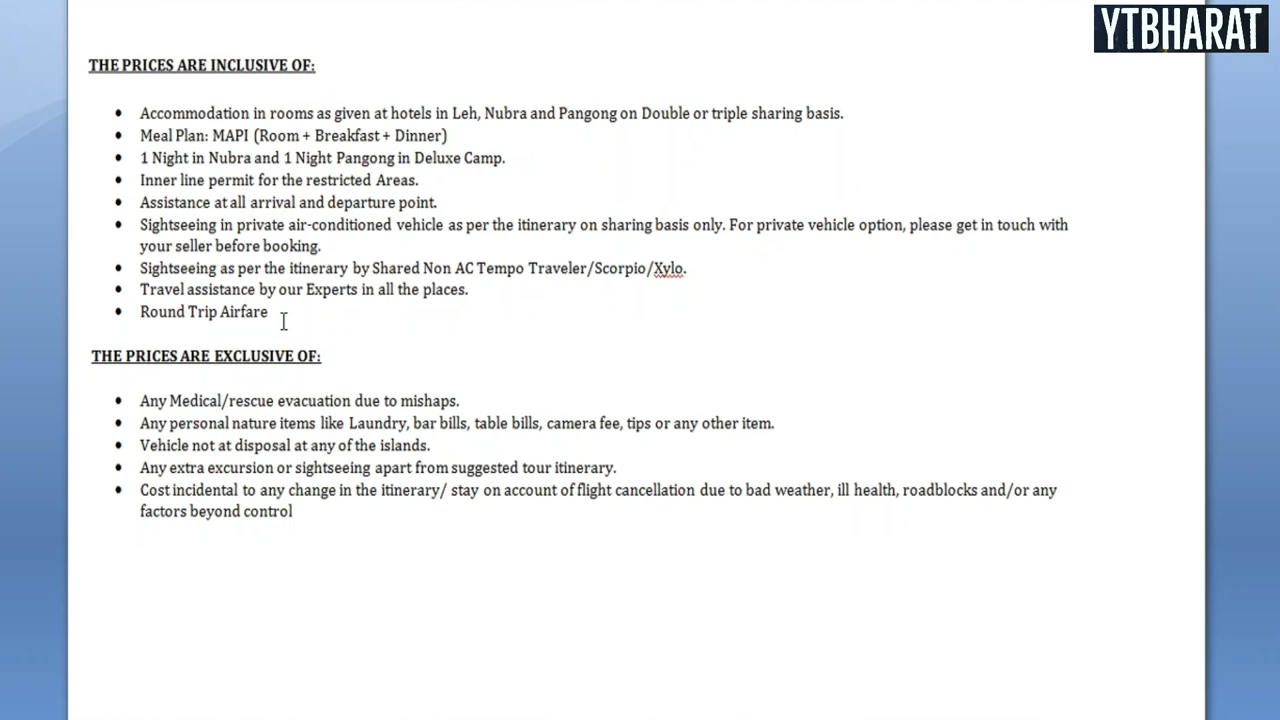 YTBHARAT
THE PRICES ARE INCLUSIVE OF:
• Accommodation in rooms as given at hotels in Leh, Nubra and Pangong on Double or triple sharing basis.
• Meal Plan: MAPI (Room + Breakfast + Dinner)
• 1 Night in Nubra and 1 Night Pangong in Deluxe Camp.
• Inner line permit for the restricted Areas.
• Assistance at all arrival and departure point.
• Sightseeing in private air-conditioned vehicle as per the itinerary on sharing basis only. For private vehicle option, please get in touch with
your seller before booking.
• Sightseeing as per the itinerary by Shared Non AC Tempo Traveler/Scorpio/Xylo.
• Travel assistance by our Experts in all the places.
• Round Trip Airfare
THE PRICES ARE EXCLUSIVE OF:
• Any Medical/rescue evacuation due to mishaps.
• Any personal nature items like Laundry, bar bills, table bills, camera fee, tips or any other item.
• Vehicle not at disposal at any of the islands.
• Any extra excursion or sightseeing apart from suggested tour itinerary.
• Cost incidental to any change in the itinerary/ stay on account of flight cancellation due to bad weather, ill health, roadblocks and/or any
factors beyond control